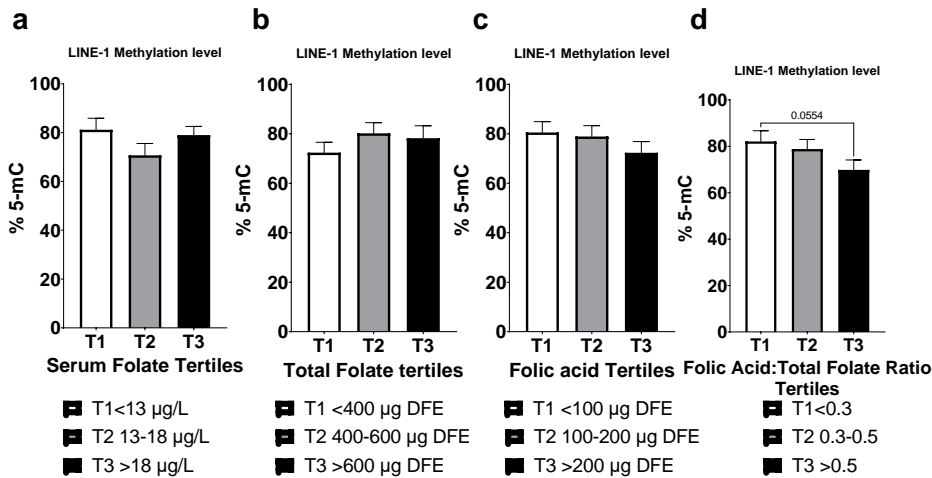 a
LINE-1 Methylation level
100
80
60
40
20
0
% 5-mC
T1 T2 T3
Serum Folate Tertiles
T1<13 µg/L
T2 13-18 µg/L
T3 >18 µg/L
b
LINE-1 Methylation level
100
80
60
40
20
0
% 5-mC
T1 T2 T3
Total Folate tertiles
T1 <400 µg DFE
T2 400-600 µg DFE
T3 >600 µg DFE
c
LINE-1 Methylation level
100
80
60
40
20
0
% 5-mC
T1 T2 T3
Folic acid Tertiles
T1 <100 µg DFE
T2 100-200 µg DFE
T3 >200 µg DFE
d
LINE-1 Methylation level
0.0554
100
80
60
40
20
0
% 5-mC
T1 T2 T3
Folic Acid:Total Folate Ratio
Tertiles
T1<0.3
T2 0.3-0.5
T3 >0.5